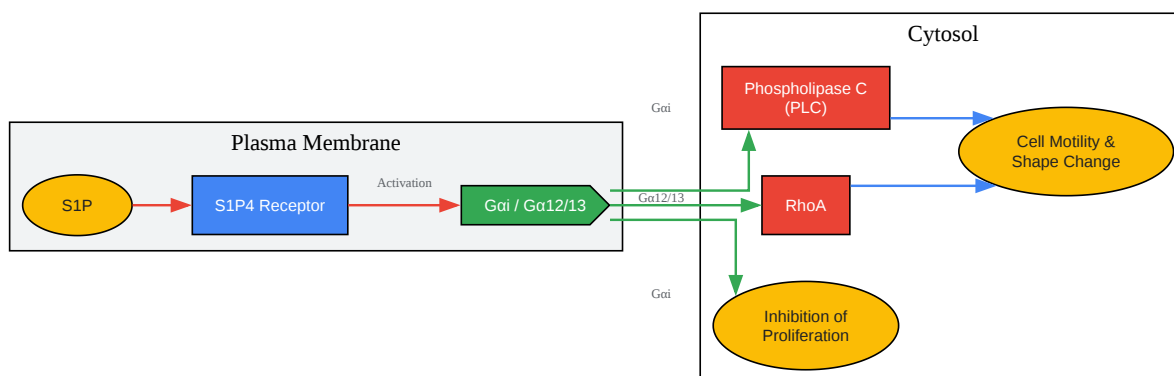 Plasma Membrane
S1P
S1P4 Receptor
Activation
Gαi / Gα12/13
Gαi
Gα12/13
Gαi
Cytosol
Phospholipase C
(PLC)
RhoA
Cell Motility &
Shape Change
Inhibition of
Proliferation